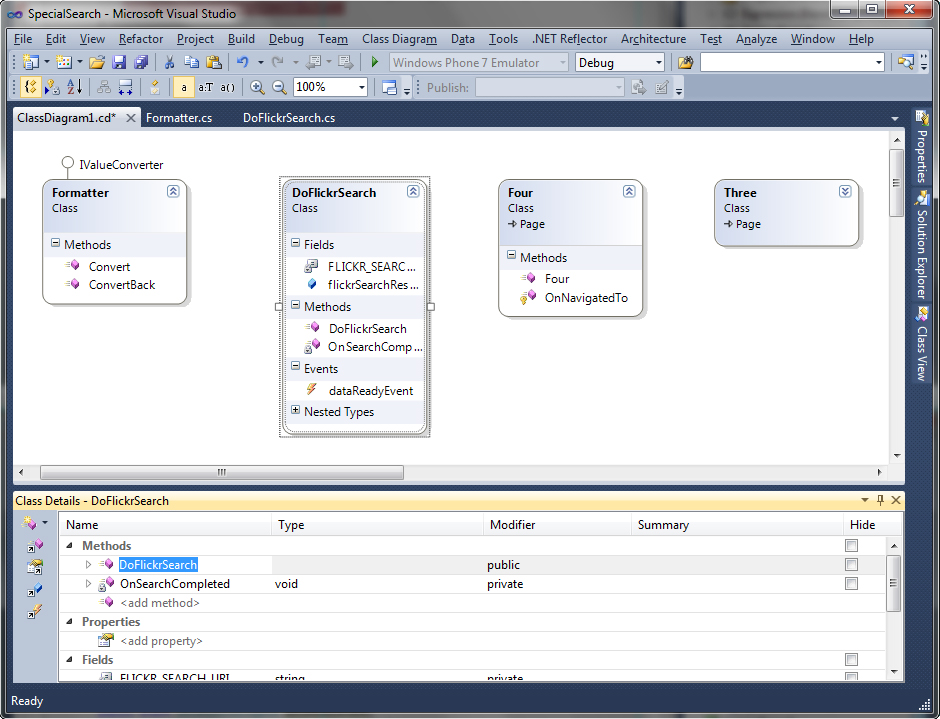 SpecialSearch - Microsoft Visual Studio
File Edit View Refactor Project Build Debug Team Class Diagram Data Tools .NET Reflector Architecture Test Analyze Window Help
Windows Phone 7 Emulator Debug
a a:T a() 100% Publish:
ClassDiagram1.cd* Formatter.cs DoFlickrSearch.cs
Properties
Solution Explorer
Class View
IValueConverter
Formatter
Class
Methods
Convert
ConvertBack
DoFlickrSearch
Class
Fields
FLICKR_SEARC...
flickrSearchRes...
Methods
DoFlickrSearch
OnSearchComp...
Events
dataReadyEvent
Nested Types
Four
Class
Page
Methods
Four
OnNavigatedTo
Three
Class
Page
Class Details - DoFlickrSearch
Name Type Modifier Summary Hide
Methods
DoFlickrSearch public
OnSearchCompleted void private
<add method>
Properties
<add property>
Fields
FLICKR_SEARCH_URI string private
Ready